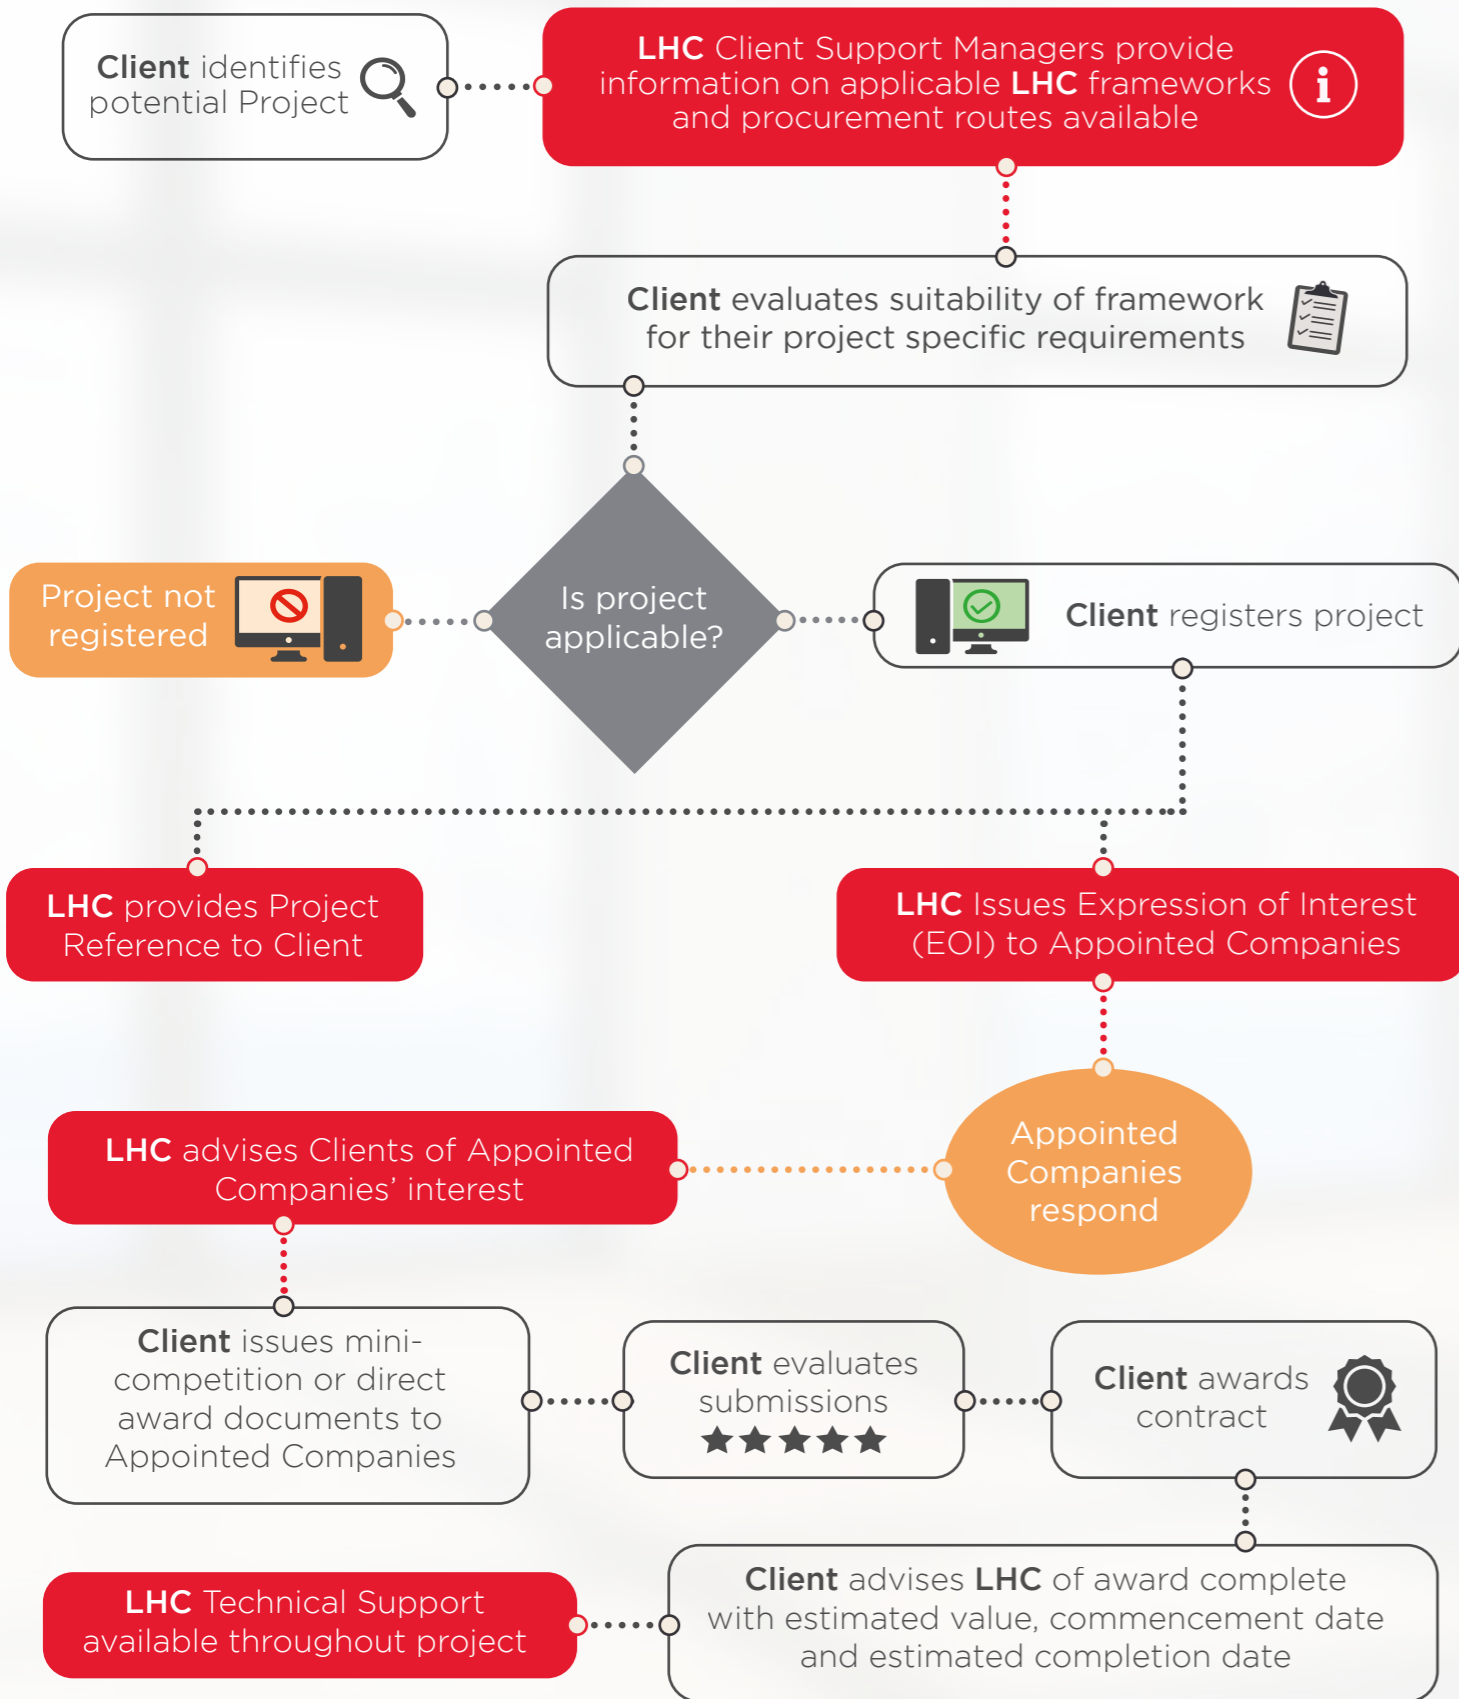 Client identifies
potential Project
LHC Client Support Managers provide
information on applicable LHC frameworks
and procurement routes available
Client evaluates suitability of framework
for their project specific requirements
Project not
registered
Is project
applicable?
Client registers project
LHC provides Project
Reference to Client
LHC Issues Expression of Interest
(EOI) to Appointed Companies
Appointed
Companies
respond
LHC advises Clients of Appointed
Companies’ interest
Client issues mini-
competition or direct
award documents to
Appointed Companies
Client evaluates
submissions
Client awards
contract
Client advises LHC of award complete
with estimated value, commencement date
and estimated completion date
LHC Technical Support
available throughout project